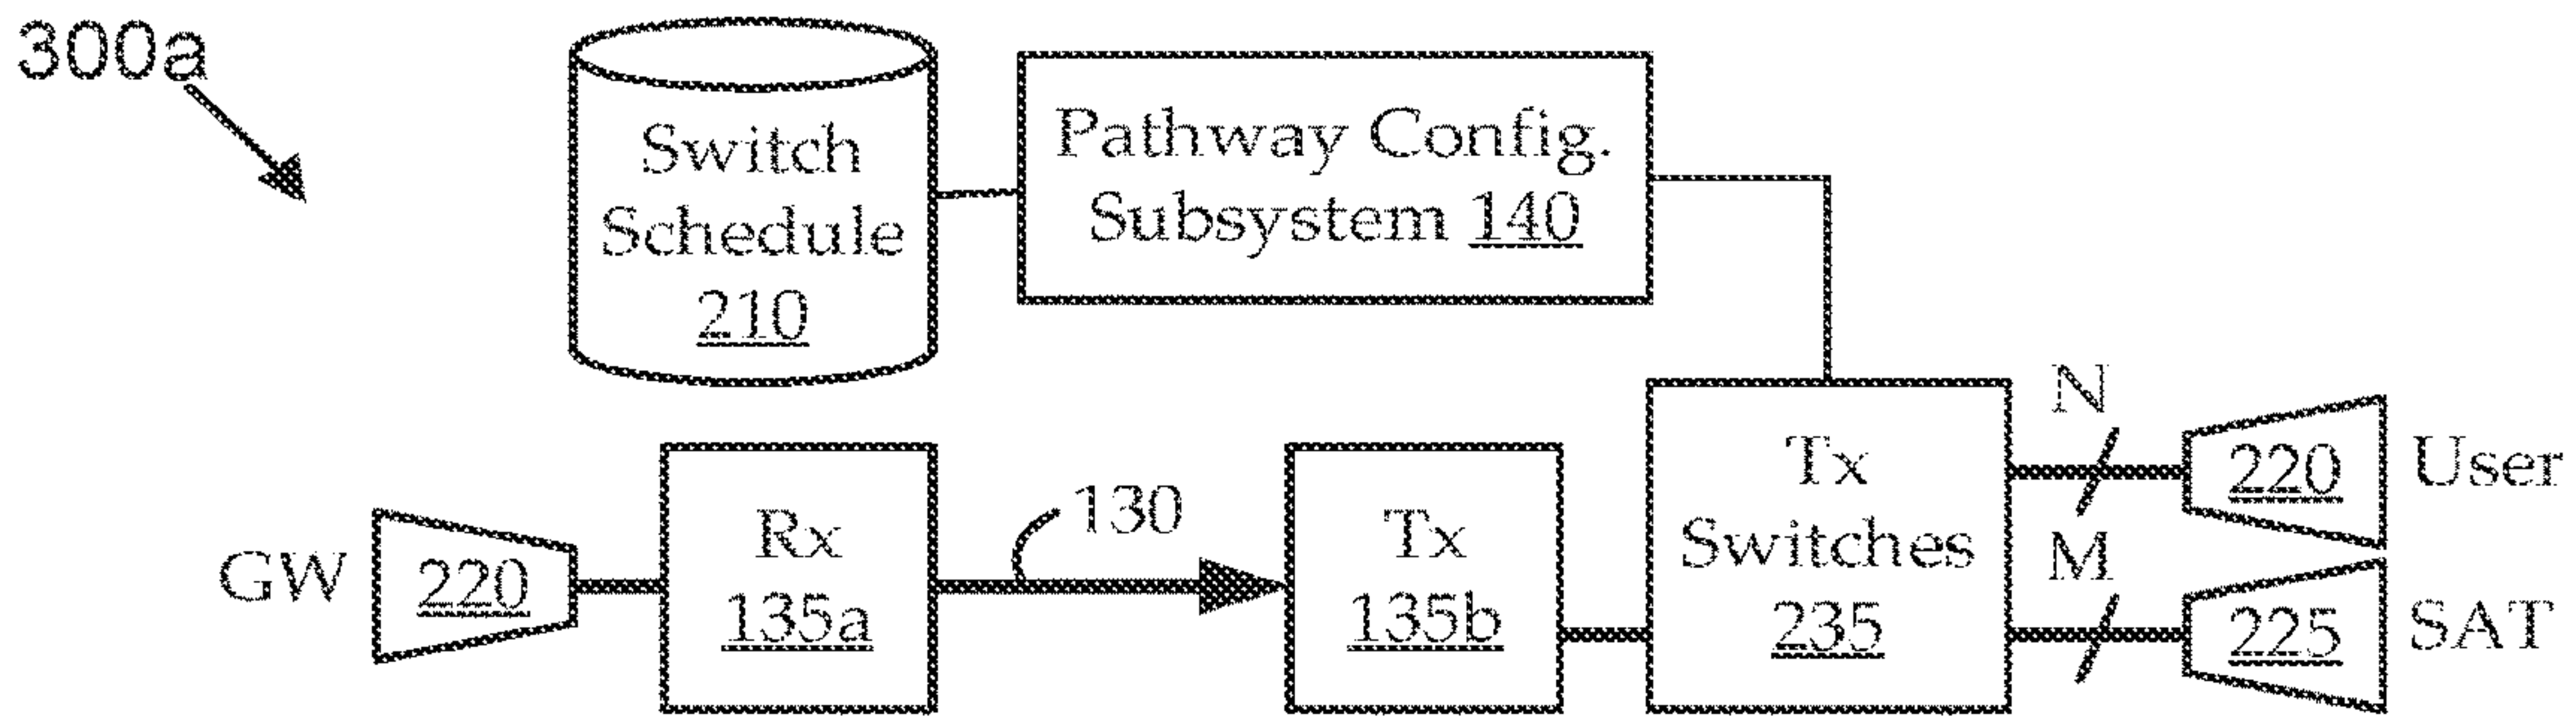 300a
Switch
Schedule
210
Pathway Config.
Subsystem 140
GW
220
Rx
135a
130
Tx
135b
Tx
Switches
235
N
220
User
M
225
SAT